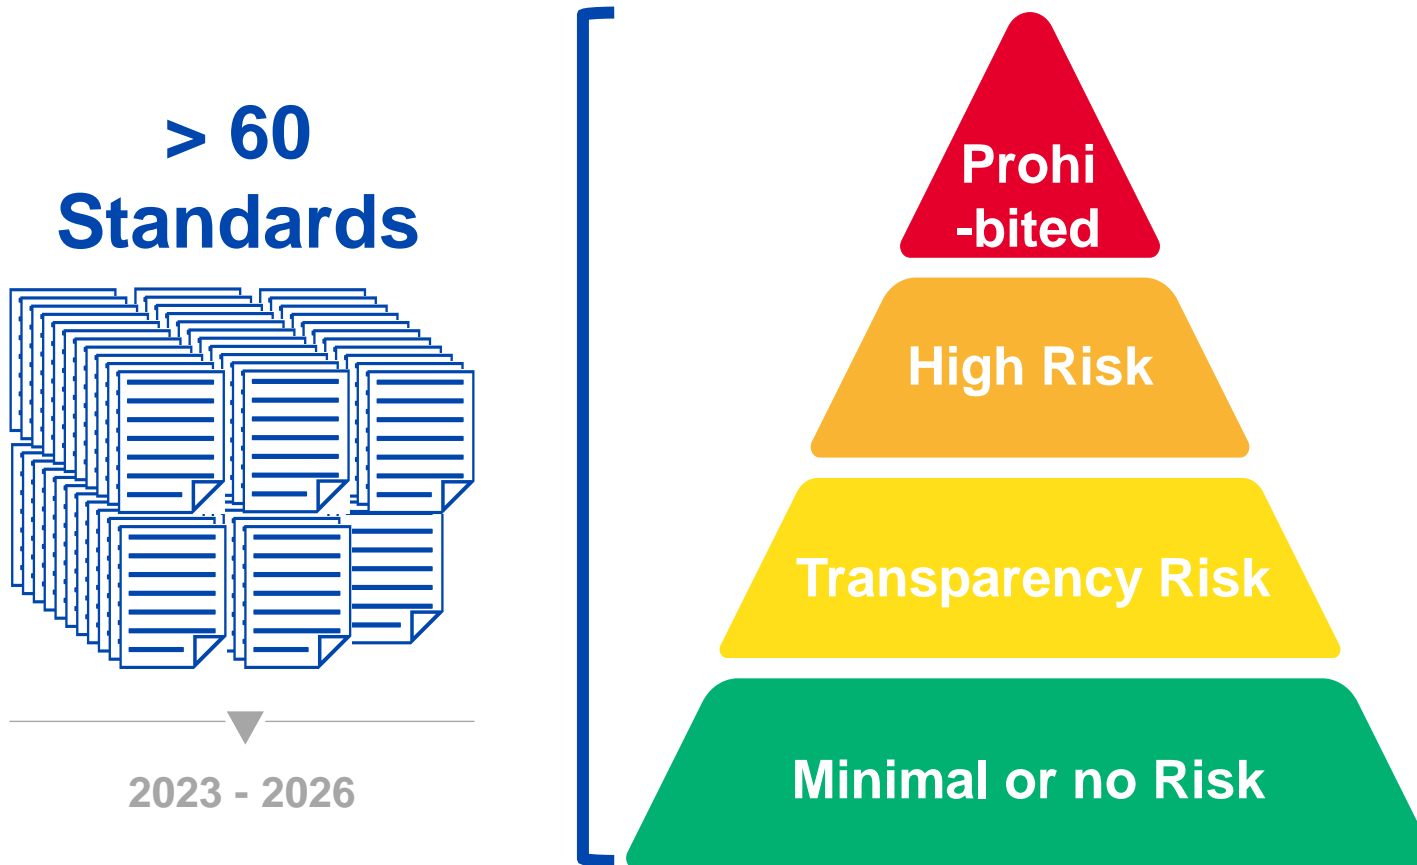 > 60
Standards
2023 - 2026
Prohi
-bited
High Risk
Transparency Risk
Minimal or no Risk